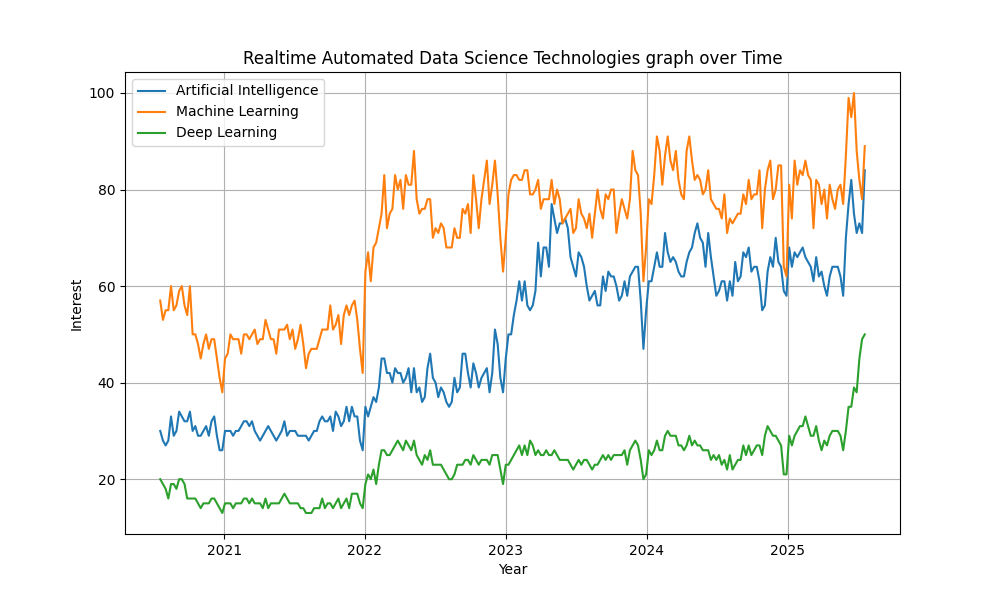 Realtime Automated Data Science Technologies graph over Time
Artificial Intelligence
Machine Learning
Deep Learning
100
80
60
40
20
Interest
2021 2022 2023 2024 2025
Year